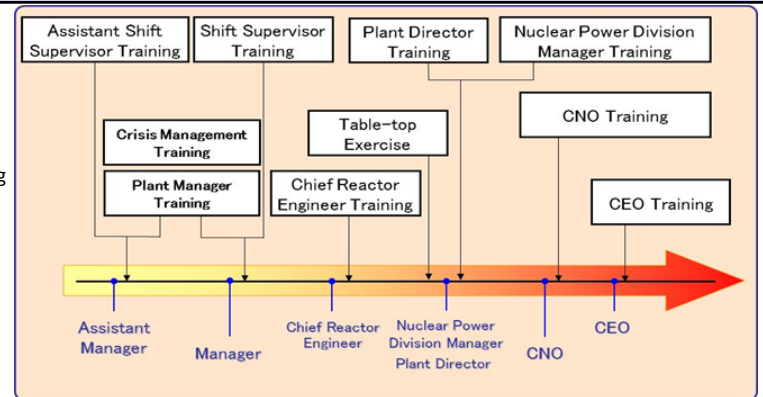 Assistant Shift
Supervisor Training
Shift Supervisor
Training
Plant Director
Training
Nuclear Power Division
Manager Training
CNO Training
Table-top
Exercise
Crisis Management
Training
g
Plant Manager
Training
Chief Reactor
Engineer Training
CEO Training
Assistant
Manager
Manager
Chief Reactor
Engineer
Nuclear Power
Division Manager
Plant Director
CNO
CEO